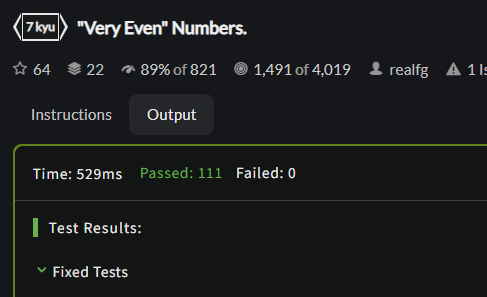 7 kyu "Very Even" Numbers.
64 22 89% of 821 1,491 of 4,019 realfg 1
Instructions Output
Time: 529ms Passed: 111 Failed: 0
Test Results:
Fixed Tests